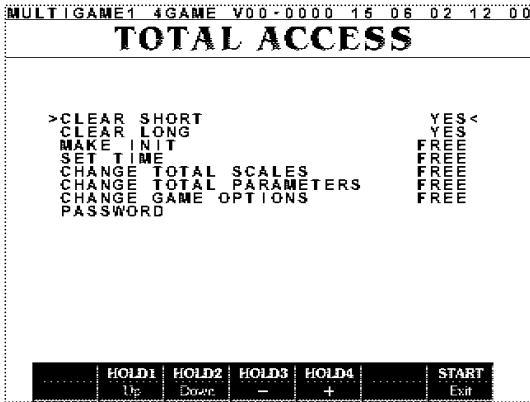 MULTIGAME1 4GAME V00-0000 15 06 02 12 00
TOTAL ACCESS
>CLEAR SHORT YES<
CLEAR LONG YES
MAKE INIT FREE
SET TIME FREE
CHANGE TOTAL SCALES FREE
CHANGE TOTAL PARAMETERS FREE
CHANGE GAME OPTIONS FREE
PASSWORD
HOLD1 HOLD2 HOLD3 HOLD4 START
Up Down − + Exit